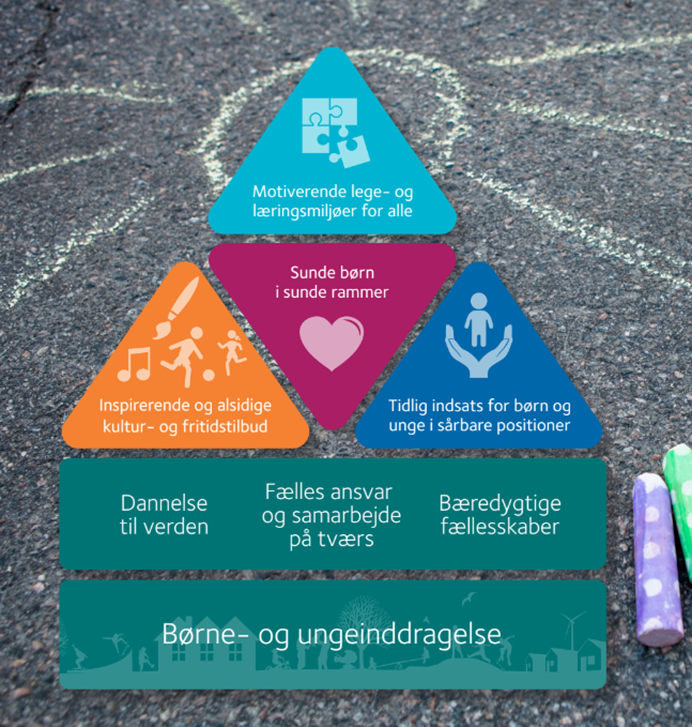 Motiverende lege- og
læringsmiljøer for alle
Sunde børn
i sunde rammer
Inspirerende og alsidige
kultur- og fritidstilbud
Tidlig indsats for børn og
unge i sårbare positioner
Dannelse
til verden
Fælles ansvar
og samarbejde
på tværs
Bæredygtige
fællesskaber
Børne- og ungeinddragelse